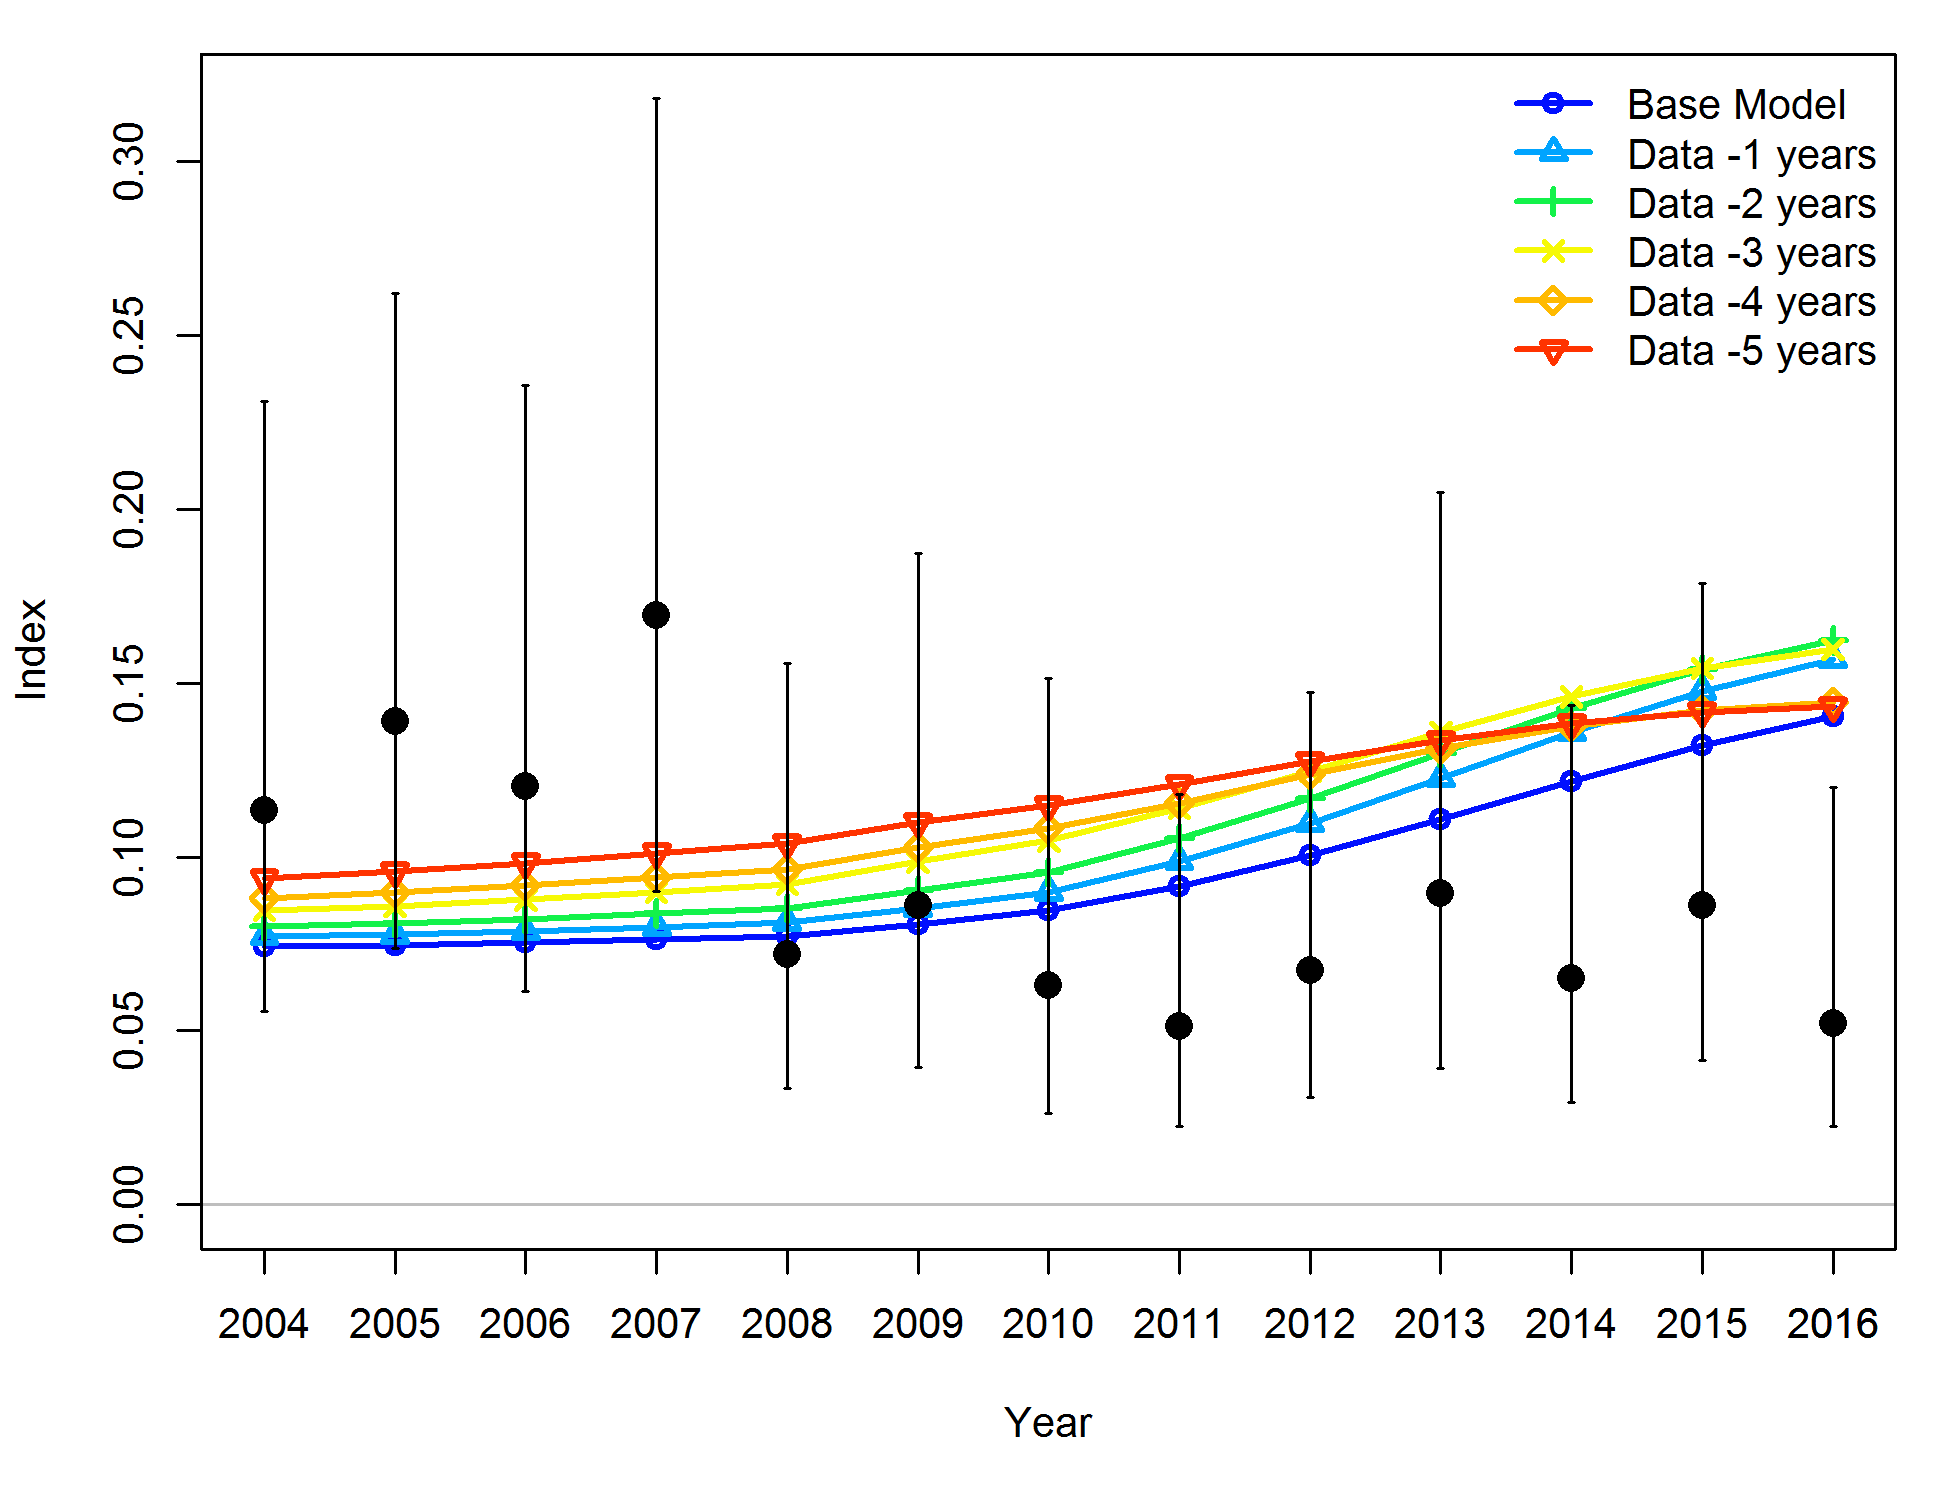 Base Model
Data -1 years
Data -2 years
Data -3 years
Data -4 years
Data -5 years
0.30
0.25
0.20
0.15
0.10
0.05
0.00
Index
2004 2005 2006 2007 2008 2009 2010 2011 2012 2013 2014 2015 2016
Year